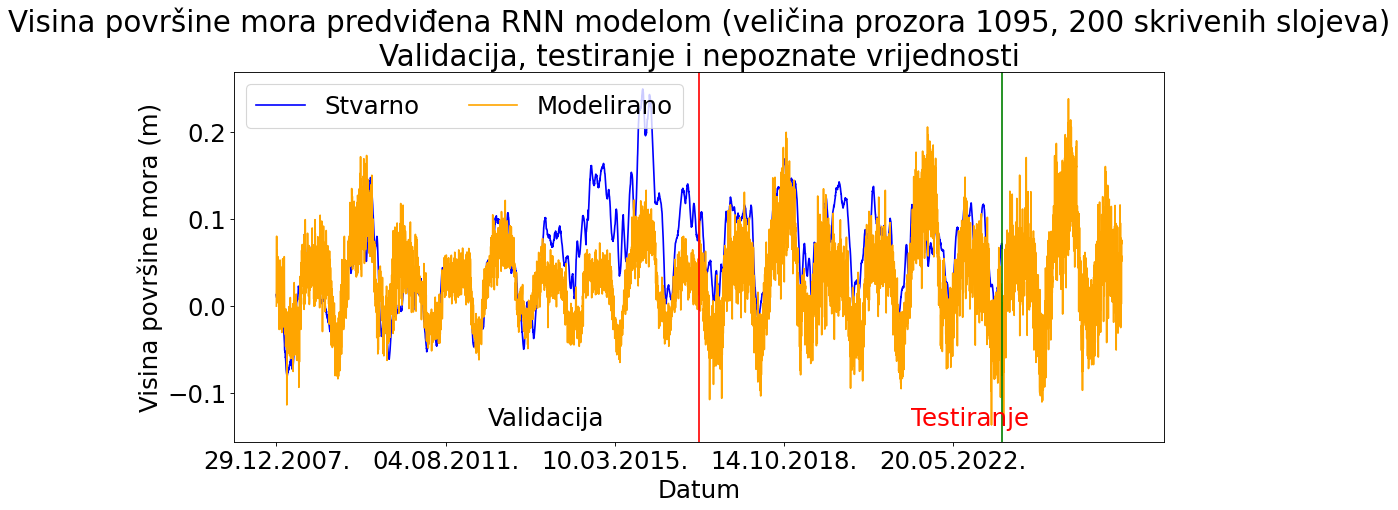 Visina površine mora predviđena RNN modelom (veličina prozora 1095, 200 skrivenih slojeva)
Validacija, testiranje i nepoznate vrijednosti
Stvarno
Modelirano
Visina površine mora (m)
0.2
0.1
0.0
−0.1
Validacija
Testiranje
29.12.2007.
04.08.2011.
10.03.2015.
14.10.2018.
20.05.2022.
Datum